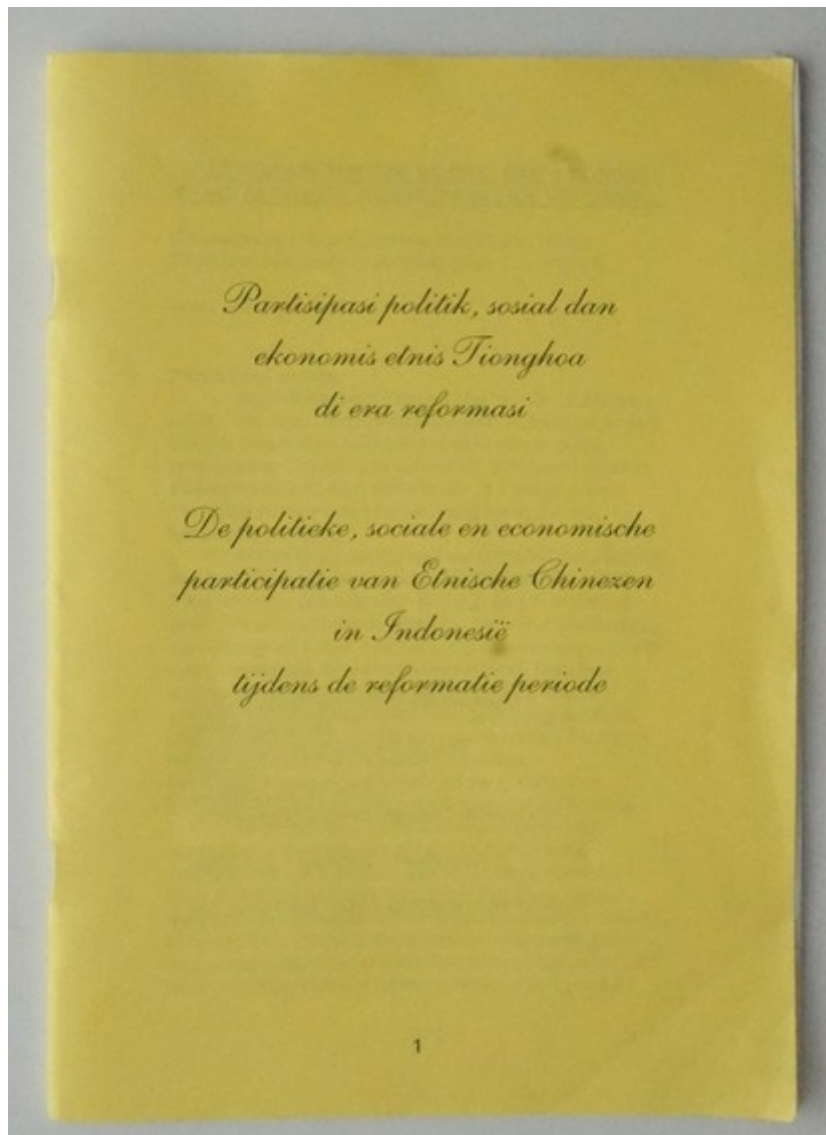 Partisipasi politik, sosial dan
ekonomis etnis Tionghoa
di era reformasi
De politieke, sociale en economische
participatie van Etnische Chinezen
in Indonesië
tijdens de reformatie periode
1